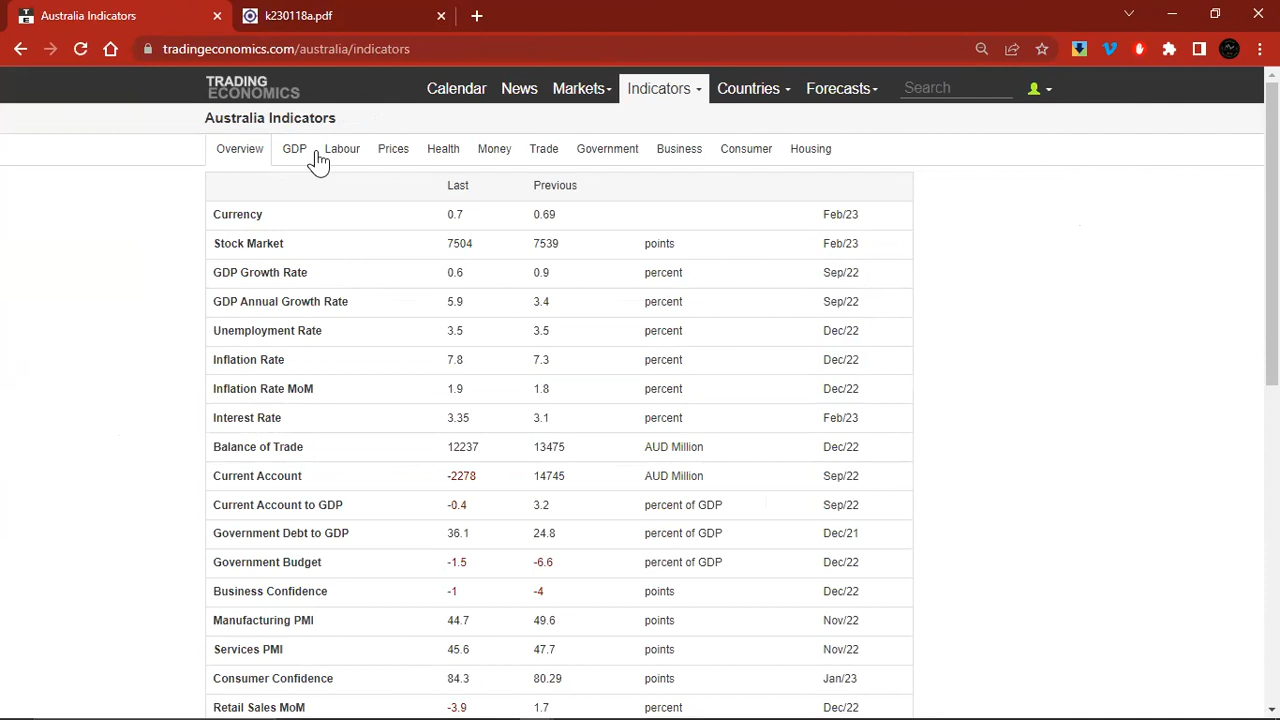 Australia Indicators
k230118a.pdf
tradingeconomics.com/australia/indicators
TRADING
ECONOMICS
Calendar News Markets Indicators Countries Forecasts Search
Australia Indicators
Overview GDP Labour Prices Health Money Trade Government Business Consumer Housing
Last Previous
Currency 0.7 0.69 Feb/23
Stock Market 7504 7539 points Feb/23
GDP Growth Rate 0.6 0.9 percent Sep/22
GDP Annual Growth Rate 5.9 3.4 percent Sep/22
Unemployment Rate 3.5 3.5 percent Dec/22
Inflation Rate 7.8 7.3 percent Dec/22
Inflation Rate MoM 1.9 1.8 percent Dec/22
Interest Rate 3.35 3.1 percent Feb/23
Balance of Trade 12237 13475 AUD Million Dec/22
Current Account -2278 14745 AUD Million Sep/22
Current Account to GDP -0.4 3.2 percent of GDP Sep/22
Government Debt to GDP 36.1 24.8 percent of GDP Dec/21
Government Budget -1.5 -6.6 percent of GDP Dec/22
Business Confidence -1 -4 points Dec/22
Manufacturing PMI 44.7 49.6 points Nov/22
Services PMI 45.6 47.7 points Nov/22
Consumer Confidence 84.3 80.29 points Jan/23
Retail Sales MoM -3.9 1.7 percent Dec/22